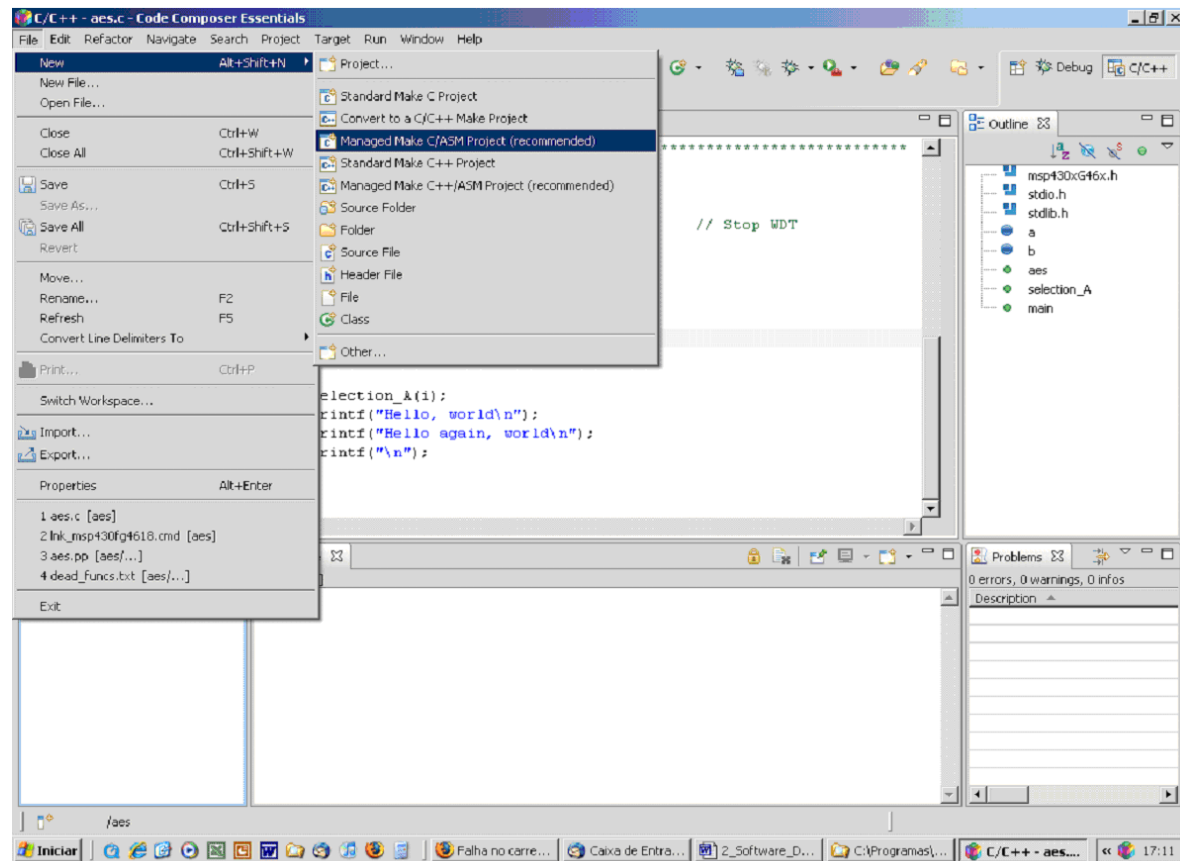 C/C++ - aes.c - Code Composer Essentials
File Edit Refactor Navigate Search Project Target Run Window Help
New Alt+Shift+N
New File...
Open File...
Close Ctrl+W
Close All Ctrl+Shift+W
Save Ctrl+S
Save As...
Save All Ctrl+Shift+S
Revert
Move...
Rename... F2
Refresh F5
Convert Line Delimiters To
Print... Ctrl+P
Switch Workspace...
Import...
Export...
Properties Alt+Enter
1 aes.c [aes]
2 lnk_msp430fg4618.cmd [aes]
3 aes.pp [aes/...]
4 dead_funcs.txt [aes/...]
Exit
Project...
Standard Make C Project
Convert to a C/C++ Make Project
Managed Make C/ASM Project (recommended)
Standard Make C++ Project
Managed Make C++/ASM Project (recommended)
Source Folder
Folder
Source File
Header File
File
Class
Other...
Debug C/C++
***************************
// Stop WDT
election_A(i);
rintf("Hello, world\n");
rintf("Hello again, world\n");
rintf("\n");
Outline
msp430xG46x.h
stdio.h
stdlib.h
a
b
aes
selection_A
main
]
Problems
0 errors, 0 warnings, 0 infos
Description
/aes
Iniciar Falha no carre... Caixa de Entra... 2_Software_D... C:\Programas\... C/C++ - aes.... « 17:11